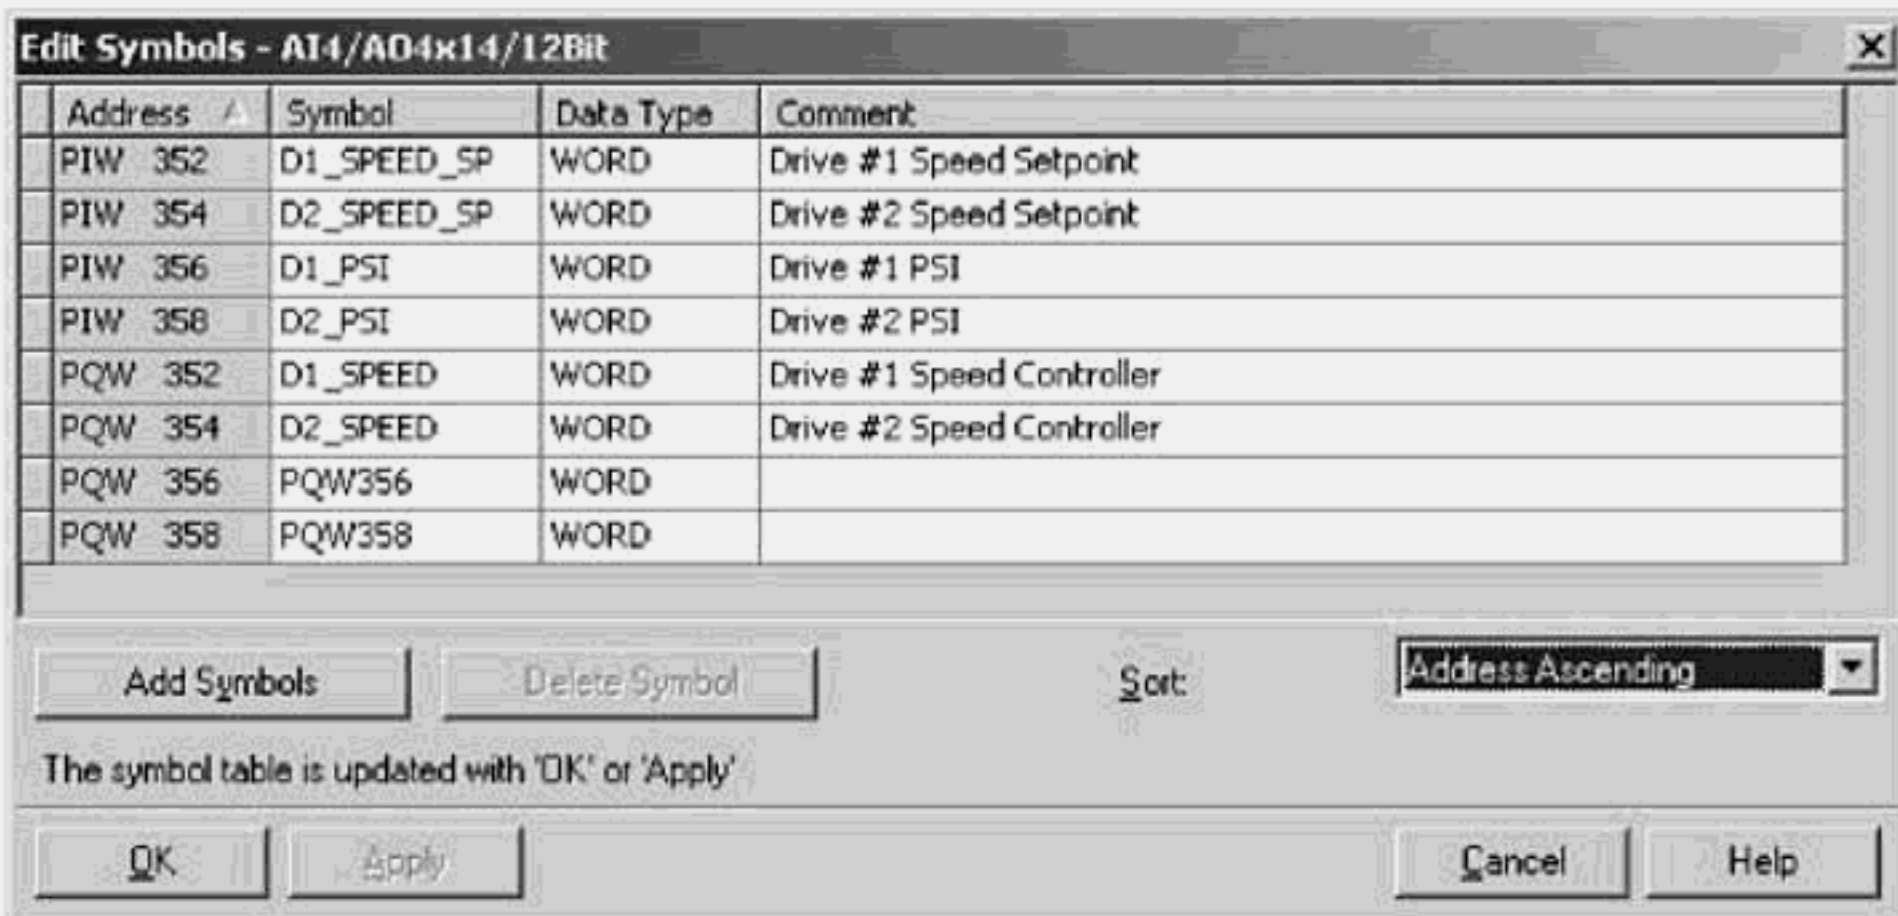 Edit Symbols - AI4/AO4x14/12Bit
Address Symbol Data Type Comment
PIW 352 D1_SPEED_SP WORD Drive #1 Speed Setpoint
PIW 354 D2_SPEED_SP WORD Drive #2 Speed Setpoint
PIW 356 D1_PSI WORD Drive #1 PSI
PIW 358 D2_PSI WORD Drive #2 PSI
PQW 352 D1_SPEED WORD Drive #1 Speed Controller
PQW 354 D2_SPEED WORD Drive #2 Speed Controller
PQW 356 PQW356 WORD
PQW 358 PQW358 WORD
Add Symbols Delete Symbol Sort: Address Ascending
The symbol table is updated with 'OK' or 'Apply'
OK Apply Cancel Help